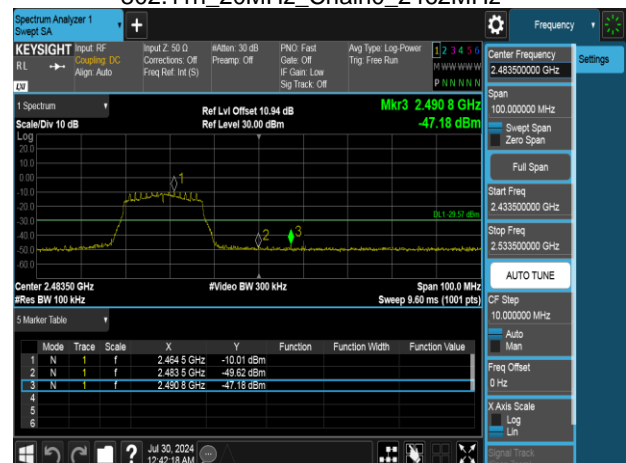 Spectrum Analyzer 1
Swept SA
Frequency
KEYSIGHT
RL
LXI
Input: RF
Coupling: DC
Align: Auto
Input Z: 50 Ω
Corrections: Off
Freq Ref: Int (S)
#Atten: 30 dB
Preamp: Off
PNO: Fast
Gate: Off
IF Gain: Low
Sig Track: Off
Avg Type: Log-Power
Trig: Free Run
1 2 3 4 5 6
M W W W W W
P N N N N N
Center Frequency
2.483500000 GHz
Settings
Span
100.000000 MHz
Swept Span
Zero Span
Full Span
Start Freq
2.433500000 GHz
Stop Freq
2.533500000 GHz
AUTO TUNE
CF Step
10.000000 MHz
Auto
Man
Freq Offset
0 Hz
X Axis Scale
Log
Lin
Signal Track
1 Spectrum
Scale/Div 10 dB
Ref Lvl Offset 10.94 dB
Ref Level 30.00 dBm
Mkr3 2.490 8 GHz
-47.18 dBm
Log
20.0
10.0
0.00
-10.0
-20.0
-30.0
-40.0
-50.0
-60.0
1
2
3
DL1 -29.57 dBm
Center 2.48350 GHz
#Res BW 100 kHz
#Video BW 300 kHz
Span 100.0 MHz
Sweep 9.60 ms (1001 pts)
5 Marker Table
Mode Trace Scale X Y Function Function Width Function Value
1 N 1 f 2.464 5 GHz -10.01 dBm
2 N 1 f 2.483 5 GHz -49.62 dBm
3 N 1 f 2.490 8 GHz -47.18 dBm
4
5
6
?
Jul 30, 2024
12:42:18 AM